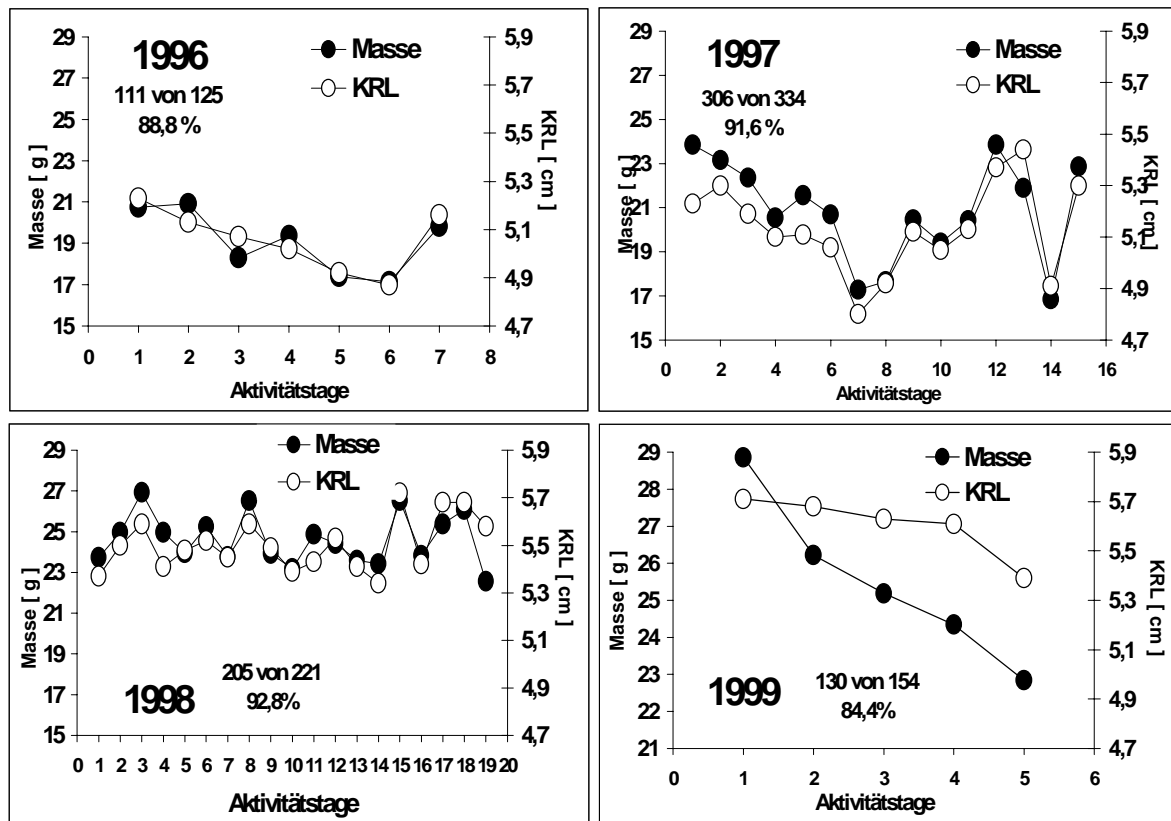 1996
111 von 125
88,8 %
Masse
KRL
Masse [ g ]
29
27
25
23
21
19
17
15
KRL [ cm ]
5,9
5,7
5,5
5,3
5,1
4,9
4,7
0 1 2 3 4 5 6 7 8
Aktivitätstage
1997
306 von 334
91,6 %
Masse
KRL
Masse [ g ]
29
27
25
23
21
19
17
15
KRL [ cm ]
5,9
5,7
5,5
5,3
5,1
4,9
4,7
0 2 4 6 8 10 12 14 16
Aktivitätstage
Masse
KRL
Masse [ g ]
29
27
25
23
21
19
17
15
KRL [ cm ]
5,9
5,7
5,5
5,3
5,1
4,9
4,7
1998
205 von 221
92,8%
0 1 2 3 4 5 6 7 8 9 10 11 12 13 14 15 16 17 18 19 20
Aktivitätstage
Masse
KRL
Masse [ g ]
29
28
27
26
25
24
23
22
21
KRL [ cm ]
5,9
5,7
5,5
5,3
5,1
4,9
4,7
1999
130 von 154
84,4%
0 1 2 3 4 5 6
Aktivitätstage